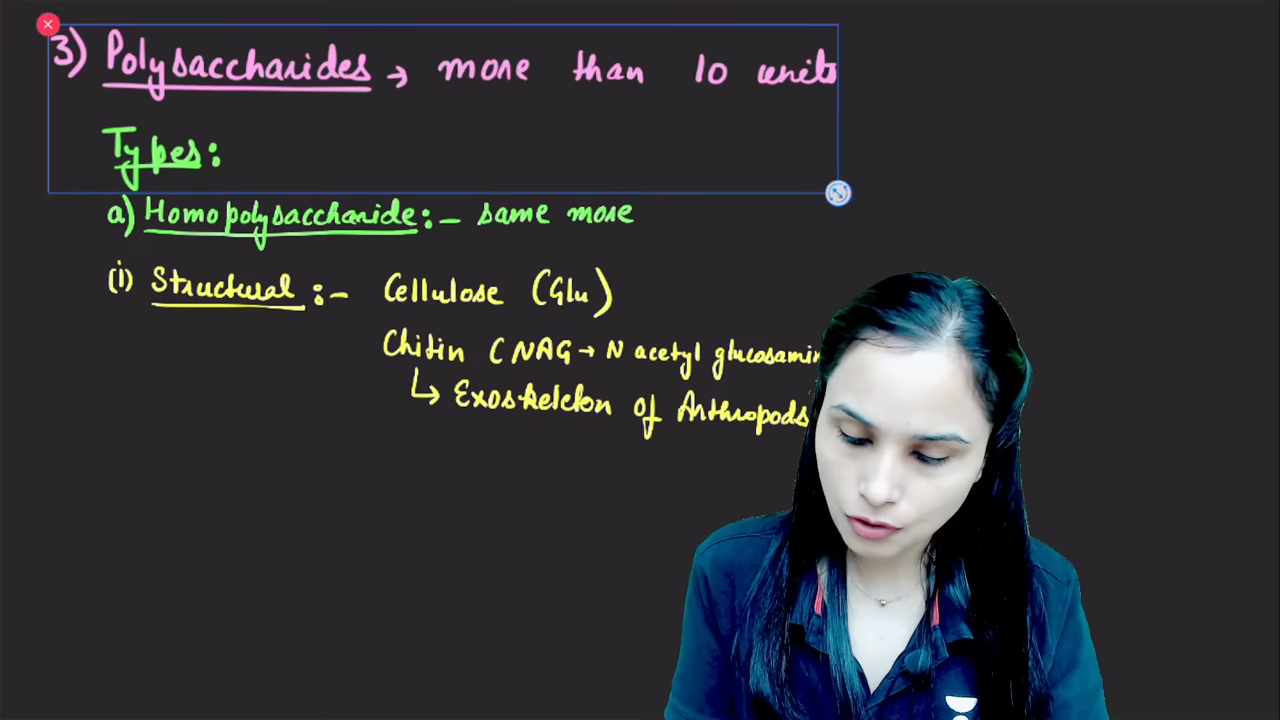 3) Polysaccharides → more than 10 units
Types:
a) Homopolysaccharide:- same more
(i) Structural :- Cellulose (Glu)
Chitin (NAG → N acetyl glucosamin
↳ Exoskeleton of Arthropods